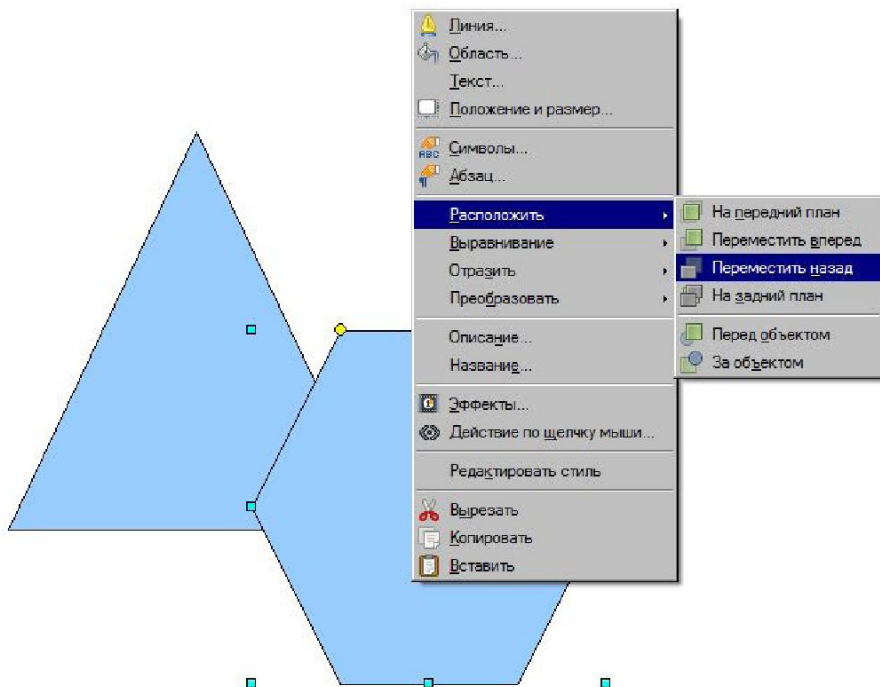 Линия...
Область...
Текст...
Положение и размер...
ABC
Символы...
Абзац...
Расположить
Выравнивание
Отразить
Преобразовать
Описание...
Название...
Эффекты...
Действие по щелчку мыши...
Редактировать стиль
Вырезать
Копировать
Вставить
На передний план
Переместить вперед
Переместить назад
На задний план
Перед объектом
За объектом